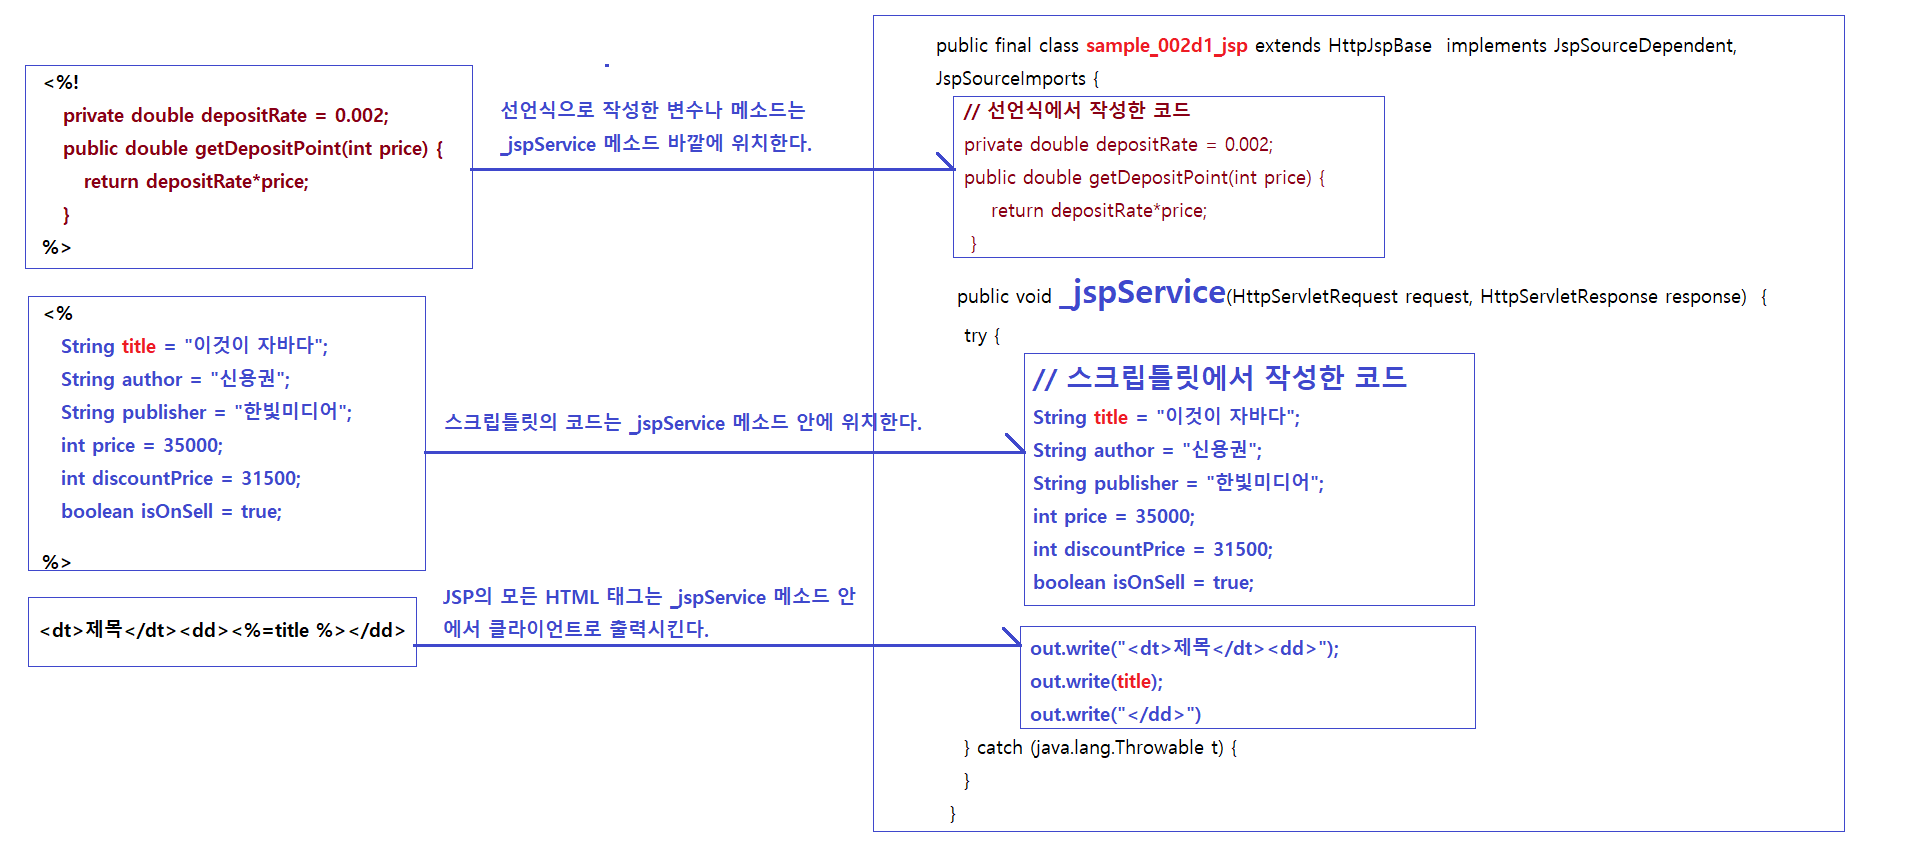 <%!
private double depositRate = 0.002;
public double getDepositPoint(int price) {
return depositRate*price;
}
%>
선언식으로 작성한 변수나 메소드는
_jspService 메소드 바깥에 위치한다.
<%
String title = "이것이 자바다";
String author = "신용권";
String publisher = "한빛미디어";
int price = 35000;
int discountPrice = 31500;
boolean isOnSell = true;
%>
스크립틀릿의 코드는 _jspService 메소드 안에 위치한다.
<dt>제목</dt><dd><%=title %></dd>
JSP의 모든 HTML 태그는 _jspService 메소드 안
에서 클라이언트로 출력시킨다.
public final class sample_002d1_jsp extends HttpJspBase implements JspSourceDependent,
JspSourceImports {
// 선언식에서 작성한 코드
private double depositRate = 0.002;
public double getDepositPoint(int price) {
return depositRate*price;
}
public void _jspService(HttpServletRequest request, HttpServletResponse response) {
try {
// 스크립틀릿에서 작성한 코드
String title = "이것이 자바다";
String author = "신용권";
String publisher = "한빛미디어";
int price = 35000;
int discountPrice = 31500;
boolean isOnSell = true;
out.write("<dt>제목</dt><dd>");
out.write(title);
out.write("</dd>")
} catch (java.lang.Throwable t) {
}
}